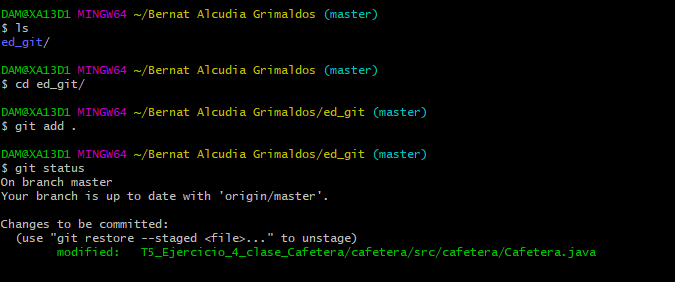 DAM@XA13D1 MINGW64 ~/Bernat Alcudia Grimaldos (master)
$ ls
ed_git/
DAM@XA13D1 MINGW64 ~/Bernat Alcudia Grimaldos (master)
$ cd ed_git/
DAM@XA13D1 MINGW64 ~/Bernat Alcudia Grimaldos/ed_git (master)
$ git add .
DAM@XA13D1 MINGW64 ~/Bernat Alcudia Grimaldos/ed_git (master)
$ git status
On branch master
Your branch is up to date with 'origin/master'.
Changes to be committed:
  (use "git restore --staged <file>..." to unstage)
        modified:   T5_Ejercicio_4_clase_Cafetera/cafetera/src/cafetera/Cafetera.java